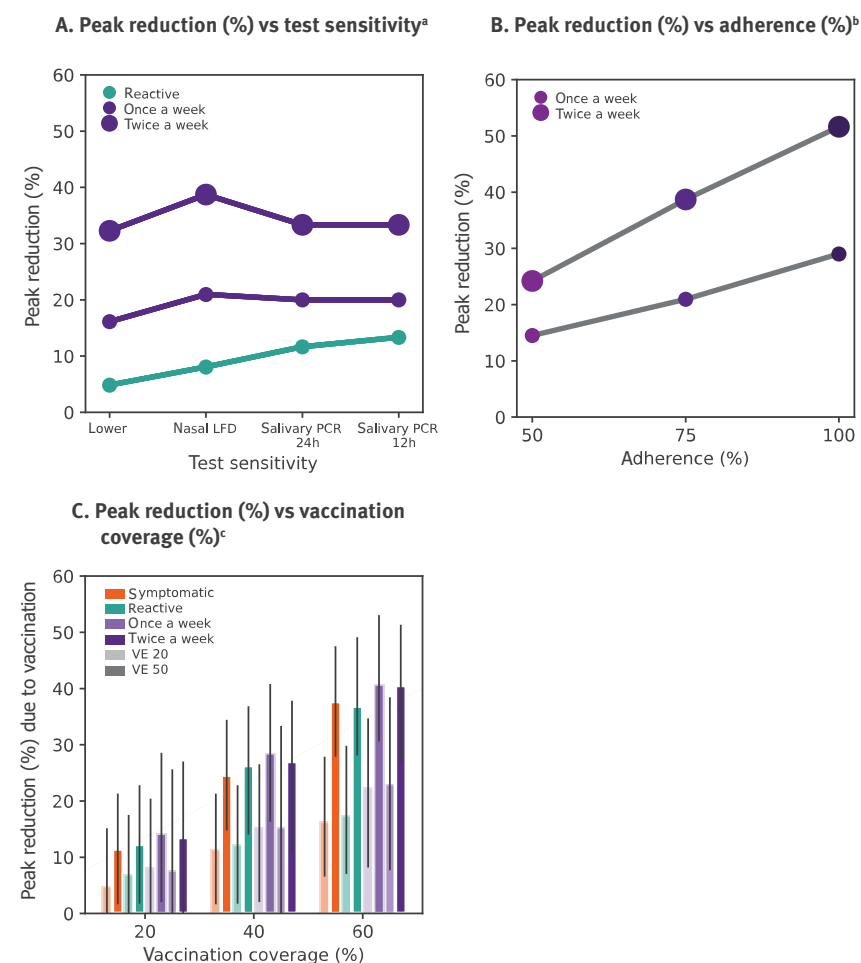 A. Peak reduction (%) vs test sensitivityᵃ
60
50
40
30
20
10
0
Peak reduction (%)
Reactive
Once a week
Twice a week
Lower
Nasal LFD
Salivary PCR
24h
Salivary PCR
12h
Test sensitivity
B. Peak reduction (%) vs adherence (%)ᵇ
60
50
40
30
20
10
0
Peak reduction (%)
Once a week
Twice a week
50
75
100
Adherence (%)
C. Peak reduction (%) vs vaccination
coverage (%)ᶜ
60
50
40
30
20
10
0
Peak reduction (%) due to vaccination
Symptomatic
Reactive
Once a week
Twice a week
VE 20
VE 50
20
40
60
Vaccination coverage (%)